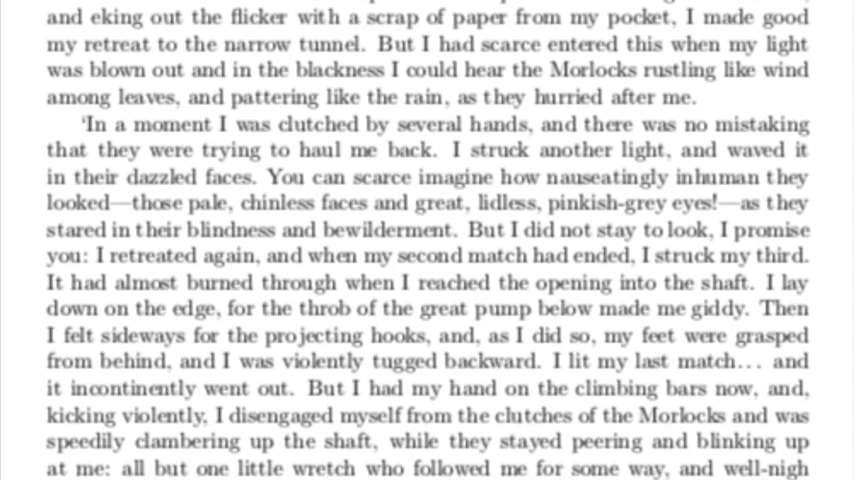 and eking out the flicker with a scrap of paper from my pocket, I made good
my retreat to the narrow tunnel. But I had scarce entered this when my light
was blown out and in the blackness I could hear the Morlocks rustling like wind
among leaves, and pattering like the rain, as they hurried after me.
‘In a moment I was clutched by several hands, and there was no mistaking
that they were trying to haul me back. I struck another light, and waved it
in their dazzled faces. You can scarce imagine how nauseatingly inhuman they
looked—those pale, chinless faces and great, lidless, pinkish-grey eyes!—as they
stared in their blindness and bewilderment. But I did not stay to look, I promise
you: I retreated again, and when my second match had ended, I struck my third.
It had almost burned through when I reached the opening into the shaft. I lay
down on the edge, for the throb of the great pump below made me giddy. Then
I felt sideways for the projecting hooks, and, as I did so, my feet were grasped
from behind, and I was violently tugged backward. I lit my last match... and
it incontinently went out. But I had my hand on the climbing bars now, and,
kicking violently, I disengaged myself from the clutches of the Morlocks and was
speedily clambering up the shaft, while they stayed peering and blinking up
at me: all but one little wretch who followed me for some way, and well-nigh